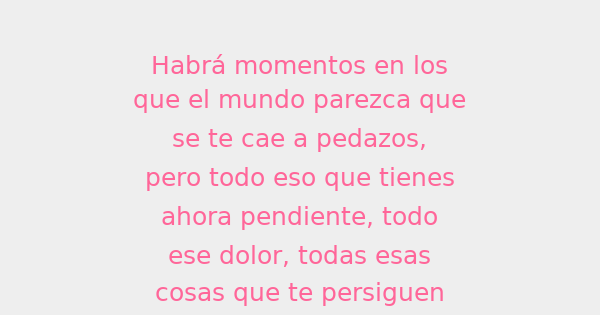 Habrá momentos en los
que el mundo parezca que
se te cae a pedazos,
pero todo eso que tienes
ahora pendiente, todo
ese dolor, todas esas
cosas que te persiguen